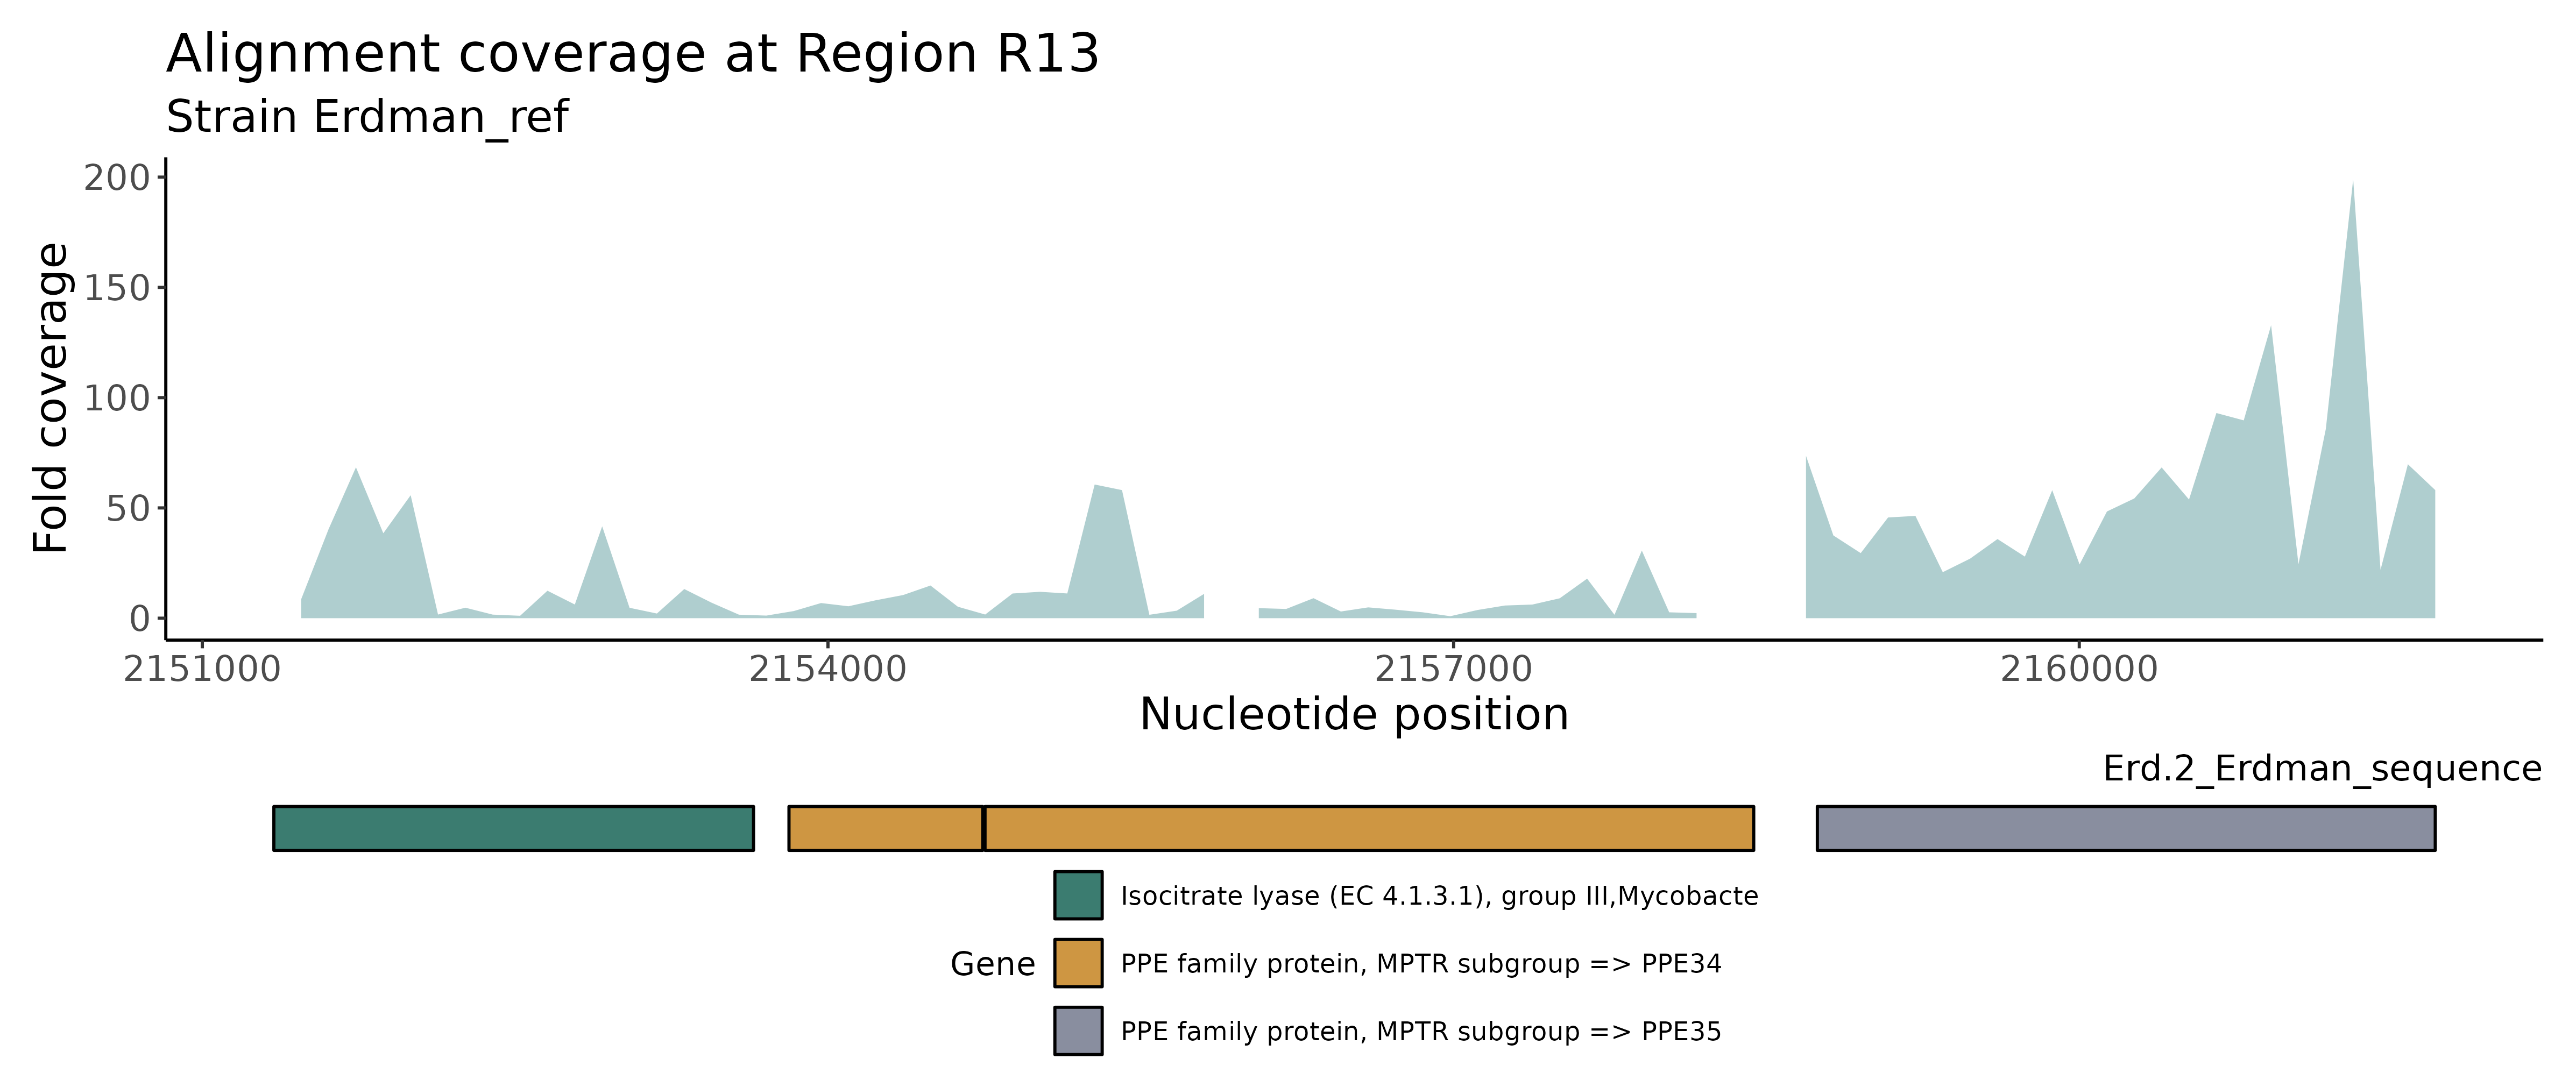 Alignment coverage at Region R13
Strain Erdman_ref
200
150
100
50
0
Fold coverage
2151000 2154000 2157000 2160000
Nucleotide position
Erd.2_Erdman_sequence
Gene
Isocitrate lyase (EC 4.1.3.1), group III,Mycobacte
PPE family protein, MPTR subgroup => PPE34
PPE family protein, MPTR subgroup => PPE35